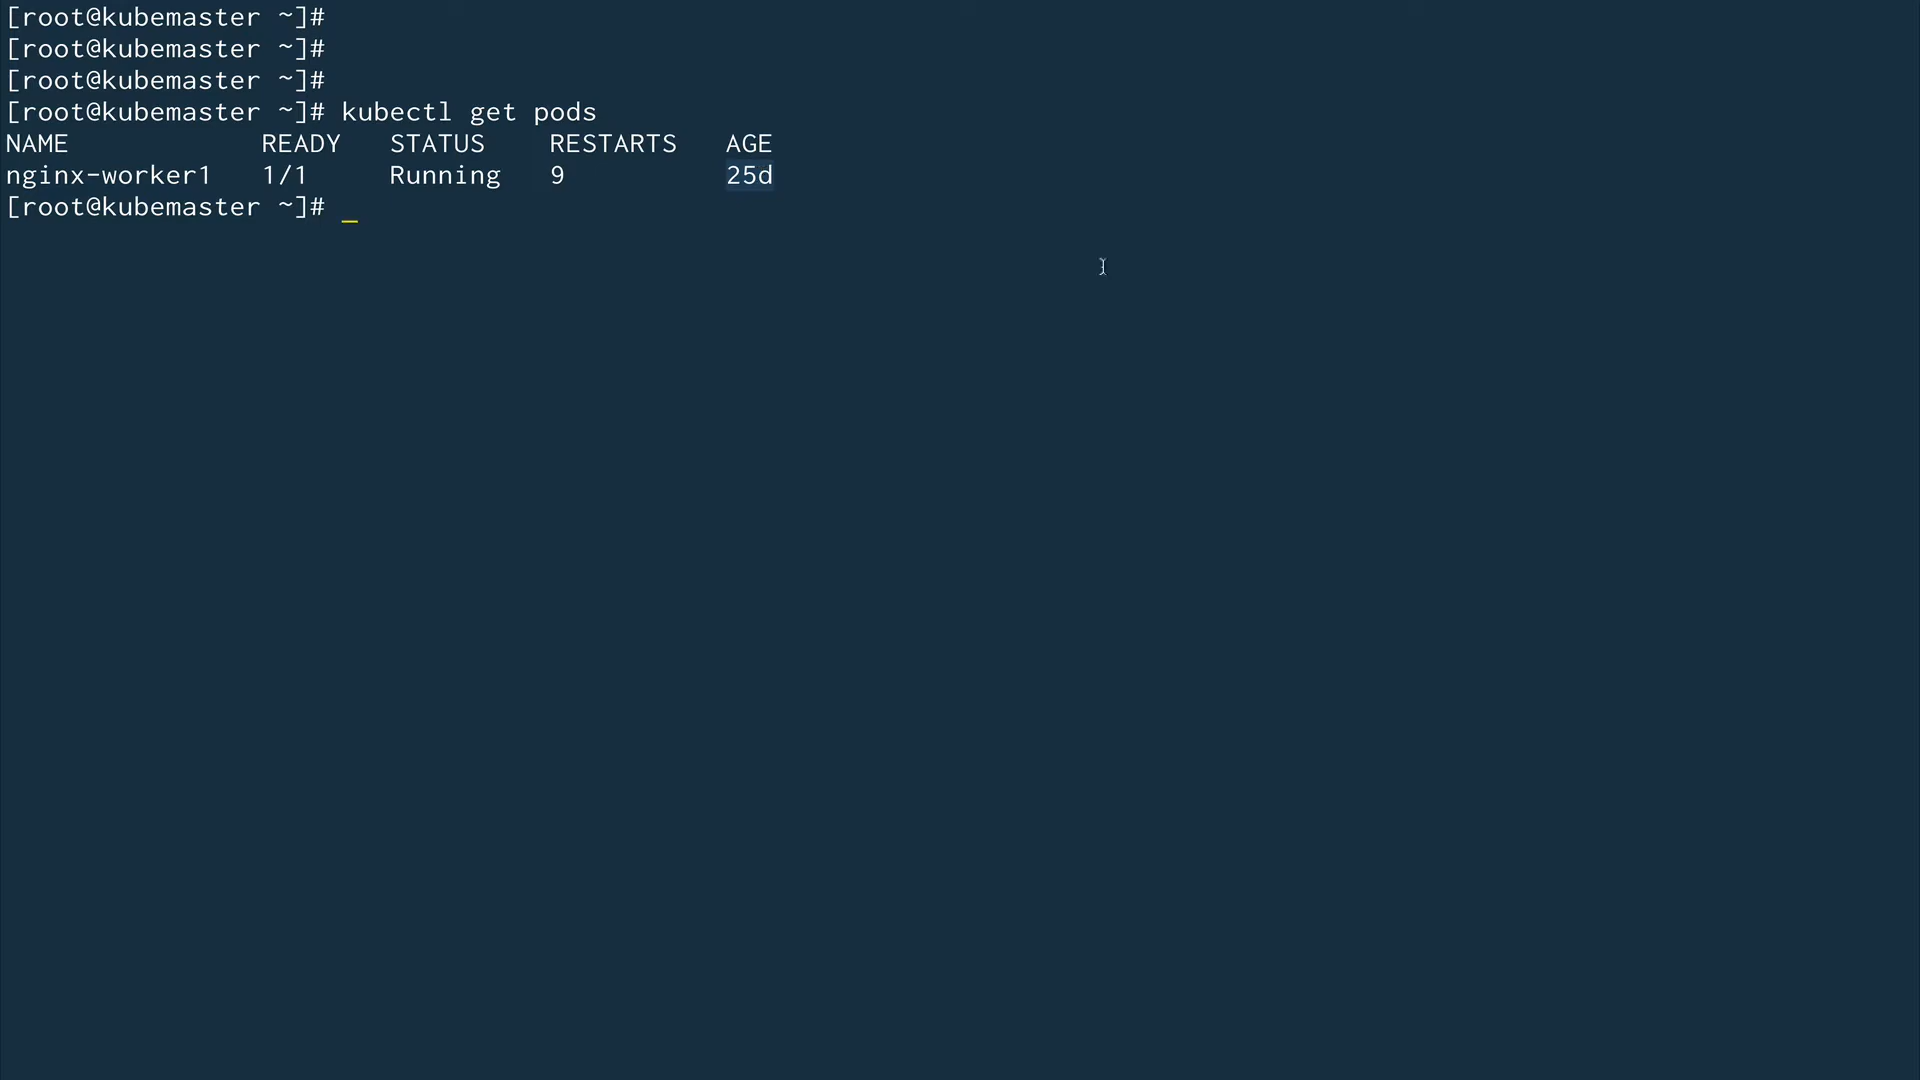 [root@kubemaster ~]#
[root@kubemaster ~]#
[root@kubemaster ~]#
[root@kubemaster ~]# kubectl get pods
NAME            READY   STATUS    RESTARTS   AGE
nginx-worker1   1/1     Running   9          25d
[root@kubemaster ~]# _